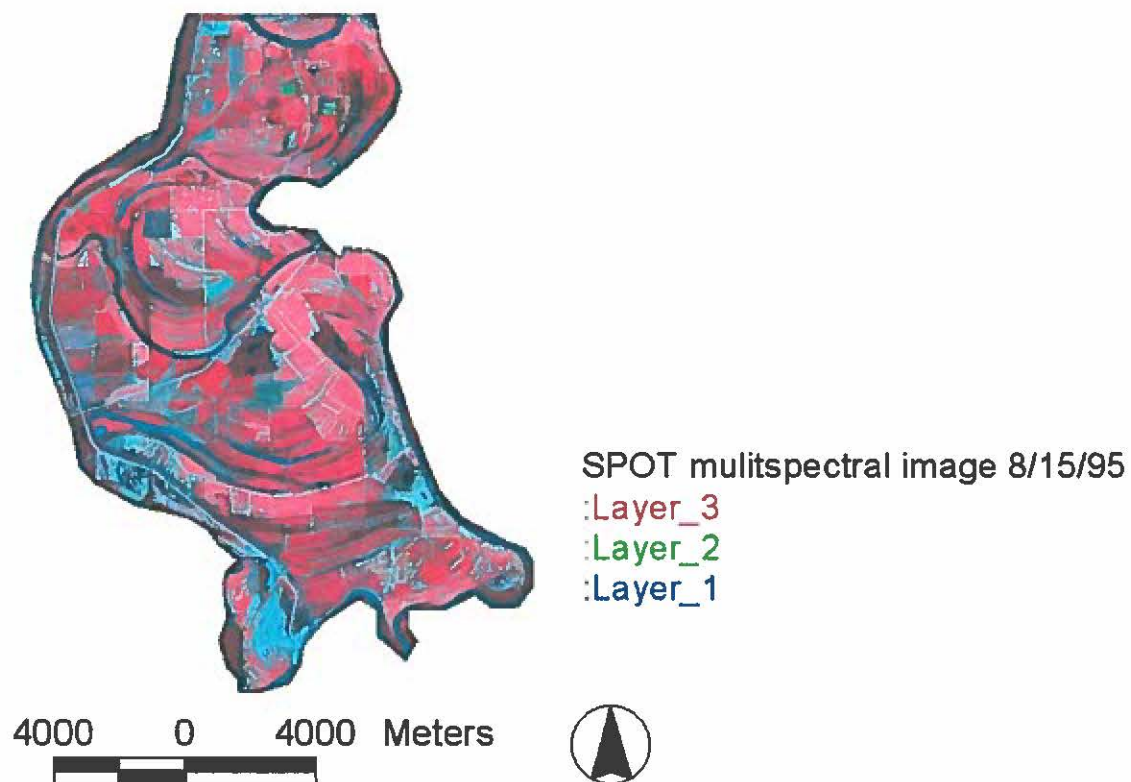 SPOT mulitspectral image 8/15/95
:Layer_3
:Layer_2
:Layer_1
4000 0 4000 Meters